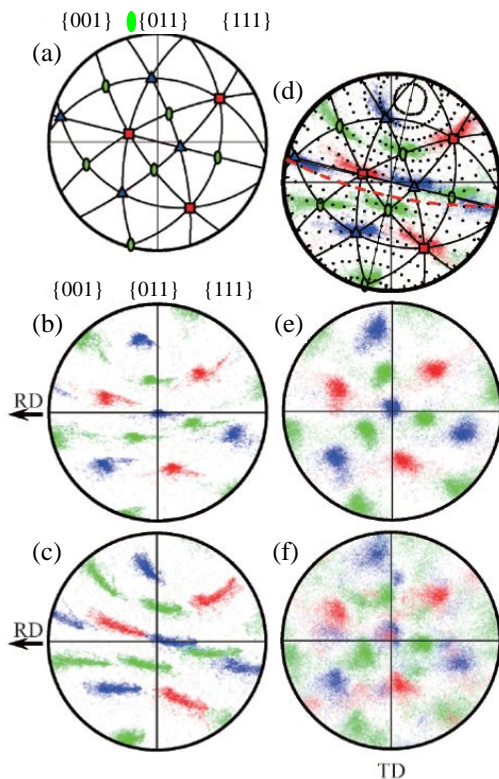 {001} {011} {111}
(a)
(d)
{001} {011} {111}
(b)
(e)
RD
(c)
(f)
RD
TD